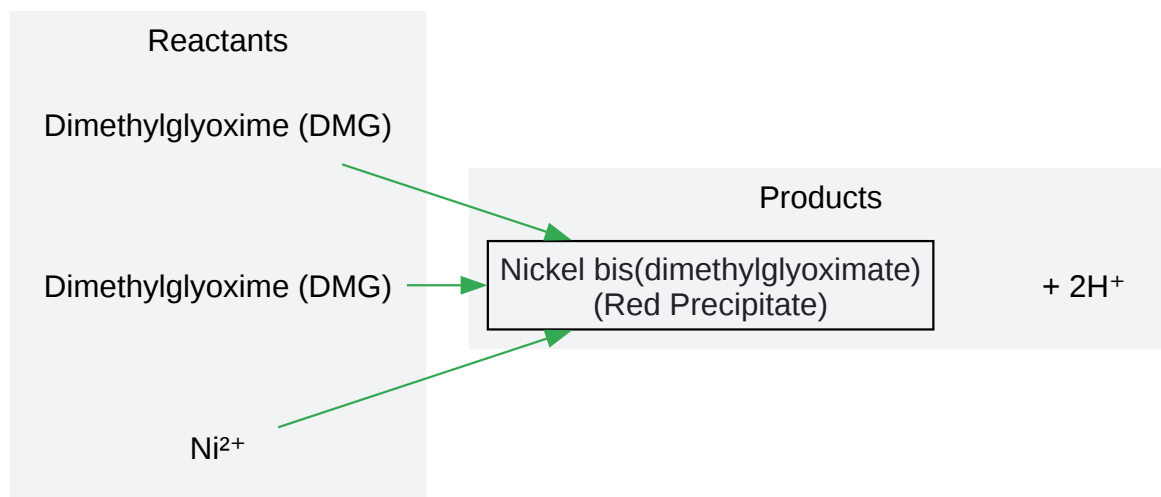 Reactants
Dimethylglyoxime (DMG)
Dimethylglyoxime (DMG)
Ni²⁺
Products
Nickel bis(dimethylglyoximate)
(Red Precipitate)
+ 2H⁺